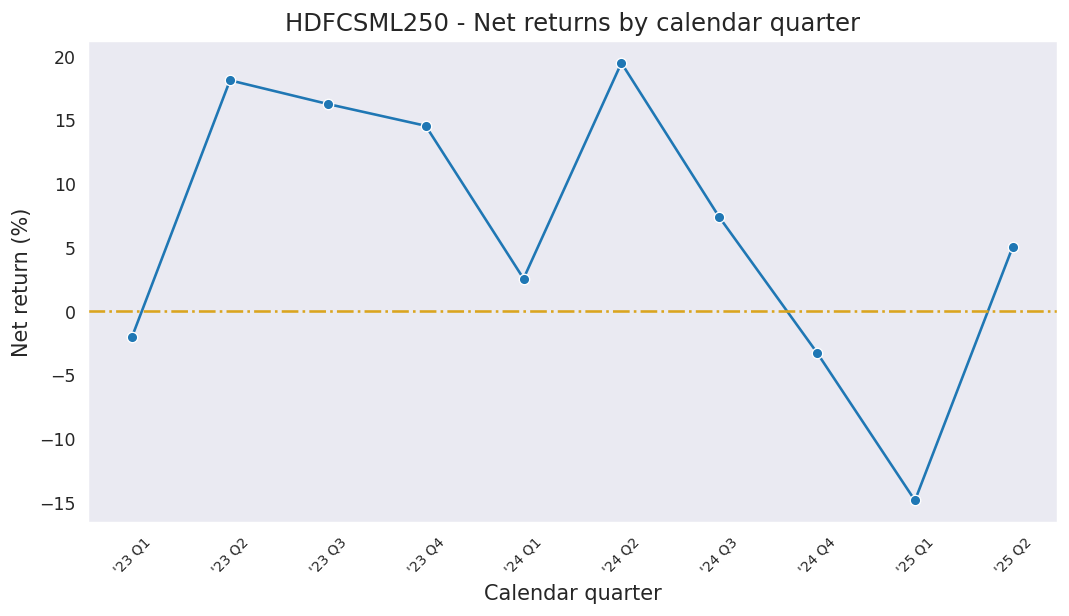 HDFCSML250 - Net returns by calendar quarter
Net return (%)
20
15
10
5
0
−5
−10
−15
'23 Q1
'23 Q2
'23 Q3
'23 Q4
'24 Q1
'24 Q2
'24 Q3
'24 Q4
'25 Q1
'25 Q2
Calendar quarter